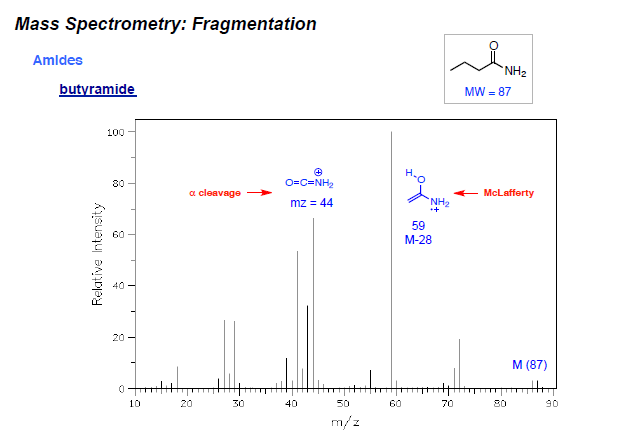 Mass Spectrometry: Fragmentation
Amides
butyramide
O
NH2
MW = 87
100
80
60
40
20
0
Relative Intensity
α cleavage
⊕
O=C=NH2
mz = 44
H
O
NH2
·+
59
M-28
McLafferty
M (87)
10 20 30 40 50 60 70 80 90
m/z